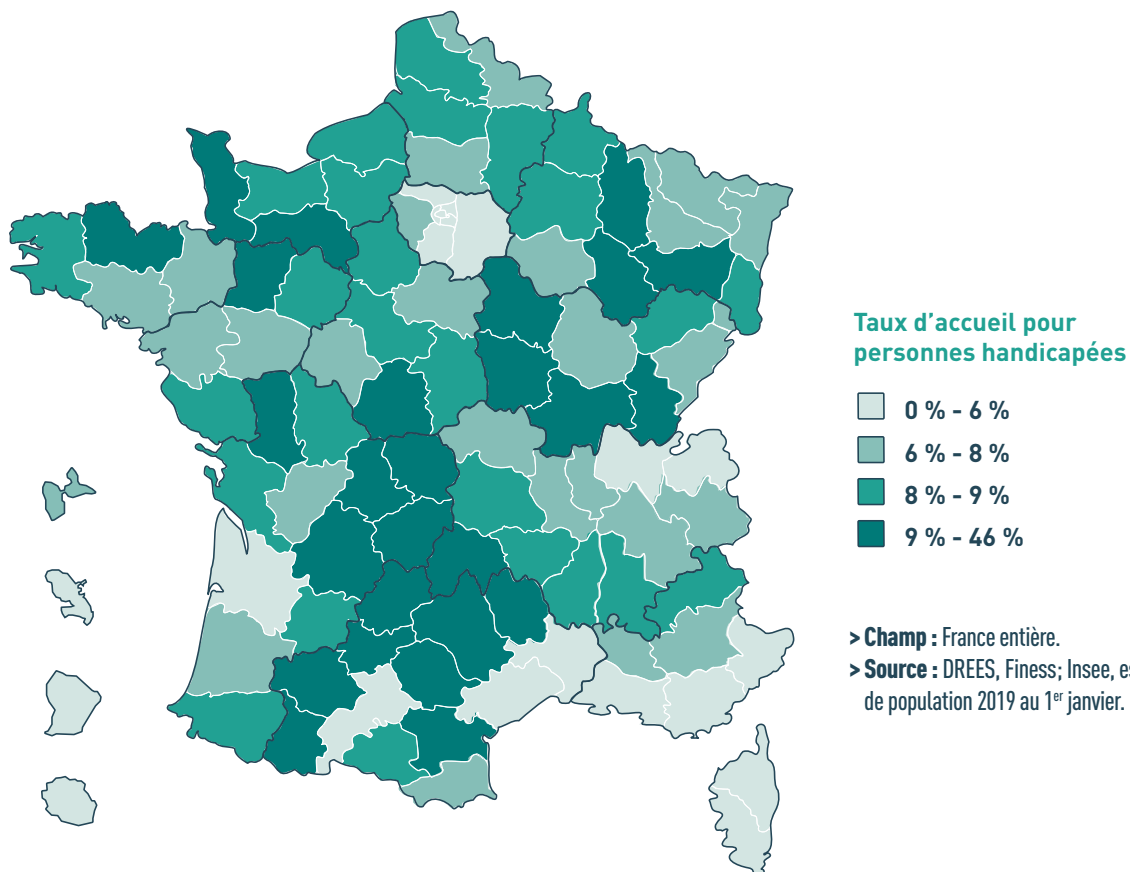 Taux d’accueil pour
personnes handicapées
0 % - 6 %
6 % - 8 %
8 % - 9 %
9 % - 46 %
> Champ : France entière.
> Source : DREES, Finess; Insee,
de population 2019 au 1er janvier.